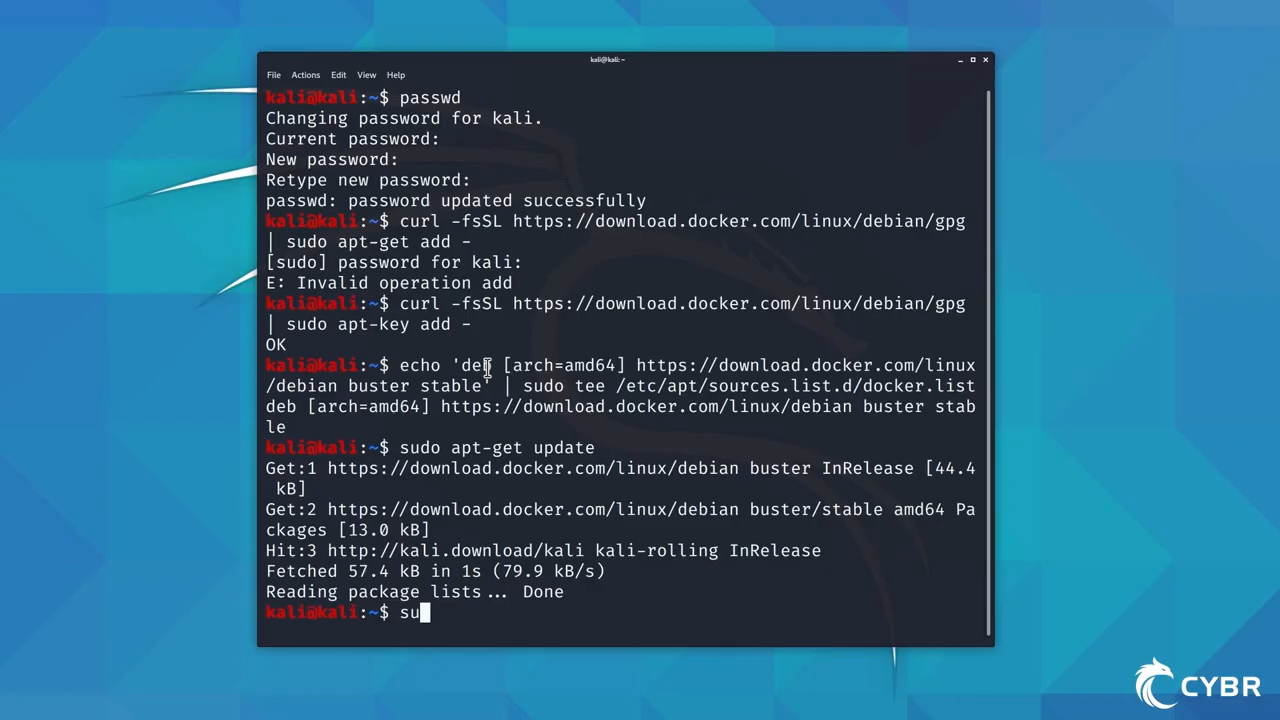 kali@kali:~
File Actions Edit View Help
kali@kali:~$ passwd
Changing password for kali.
Current password:
New password:
Retype new password:
passwd: password updated successfully
kali@kali:~$ curl -fsSL https://download.docker.com/linux/debian/gpg
| sudo apt-get add -
[sudo] password for kali:
E: Invalid operation add
kali@kali:~$ curl -fsSL https://download.docker.com/linux/debian/gpg
| sudo apt-key add -
OK
kali@kali:~$ echo 'deb [arch=amd64] https://download.docker.com/linux
/debian buster stable' | sudo tee /etc/apt/sources.list.d/docker.list
deb [arch=amd64] https://download.docker.com/linux/debian buster stab
le
kali@kali:~$ sudo apt-get update
Get:1 https://download.docker.com/linux/debian buster InRelease [44.4
kB]
Get:2 https://download.docker.com/linux/debian buster/stable amd64 Pa
ckages [13.0 kB]
Hit:3 http://kali.download/kali kali-rolling InRelease
Fetched 57.4 kB in 1s (79.9 kB/s)
Reading package lists... Done
kali@kali:~$ su
CYBR